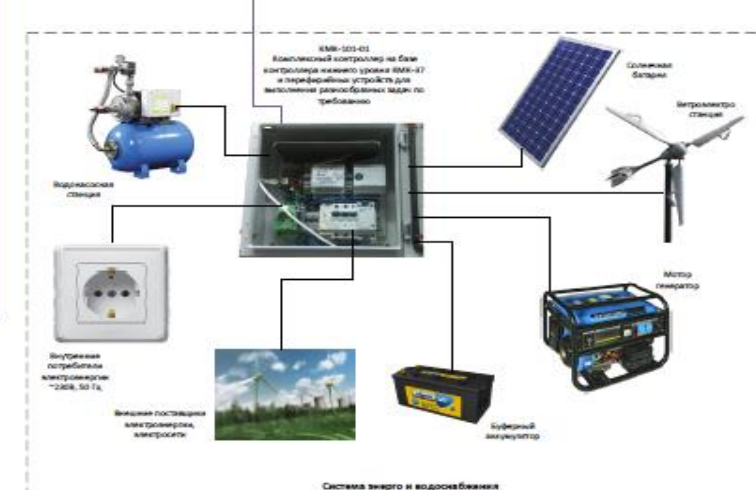 КМК-101-01
Комплексный контроллер на базе
контроллера нижнего уровня КМК-37
и переферийных устройств для
выполнения разнообразных задач по
требованию
Солнечная
батарея
Ветроэлектро
станция
Водонасосная
станция
Мотор
генератор
Внутренние
потребители
электроэнергии
~230В, 50 Гц,
Внешние поставщики
электроэнергии,
электросети
Буферный
аккумулятор
Система энерго и водоснабжения